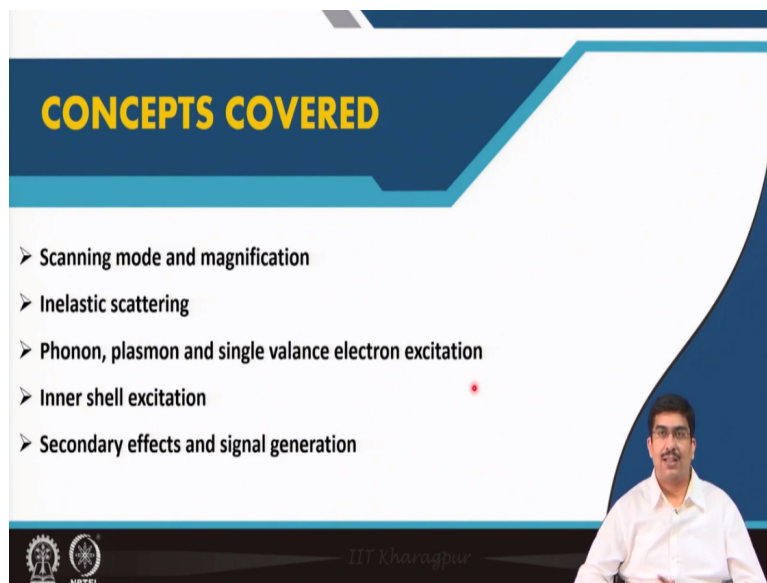 CONCEPTS COVERED
➢ Scanning mode and magnification
➢ Inelastic scattering
➢ Phonon, plasmon and single valance electron excitation
➢ Inner shell excitation
➢ Secondary effects and signal generation
IIT Kharagpur
NPTEL